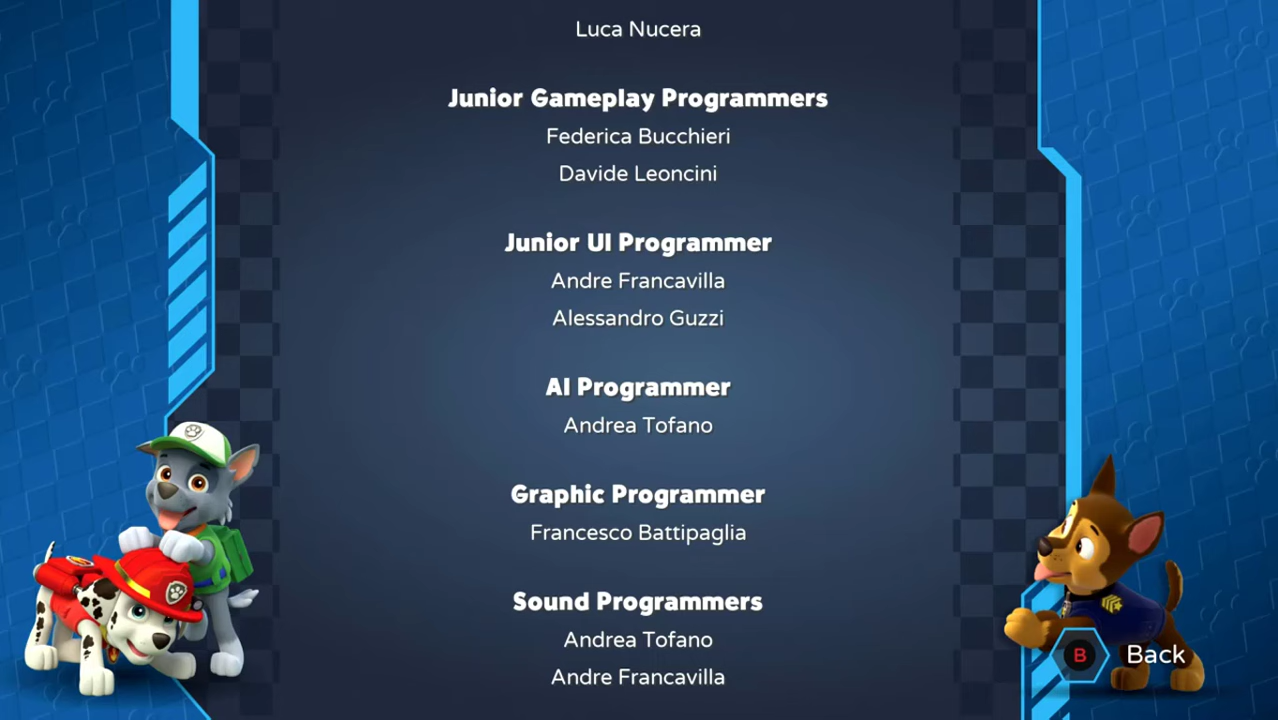 Luca Nucera
Junior Gameplay Programmers
Federica Bucchieri
Davide Leoncini
Junior UI Programmer
Andre Francavilla
Alessandro Guzzi
AI Programmer
Andrea Tofano
Graphic Programmer
Francesco Battipaglia
Sound Programmers
Andrea Tofano
Andre Francavilla
B Back